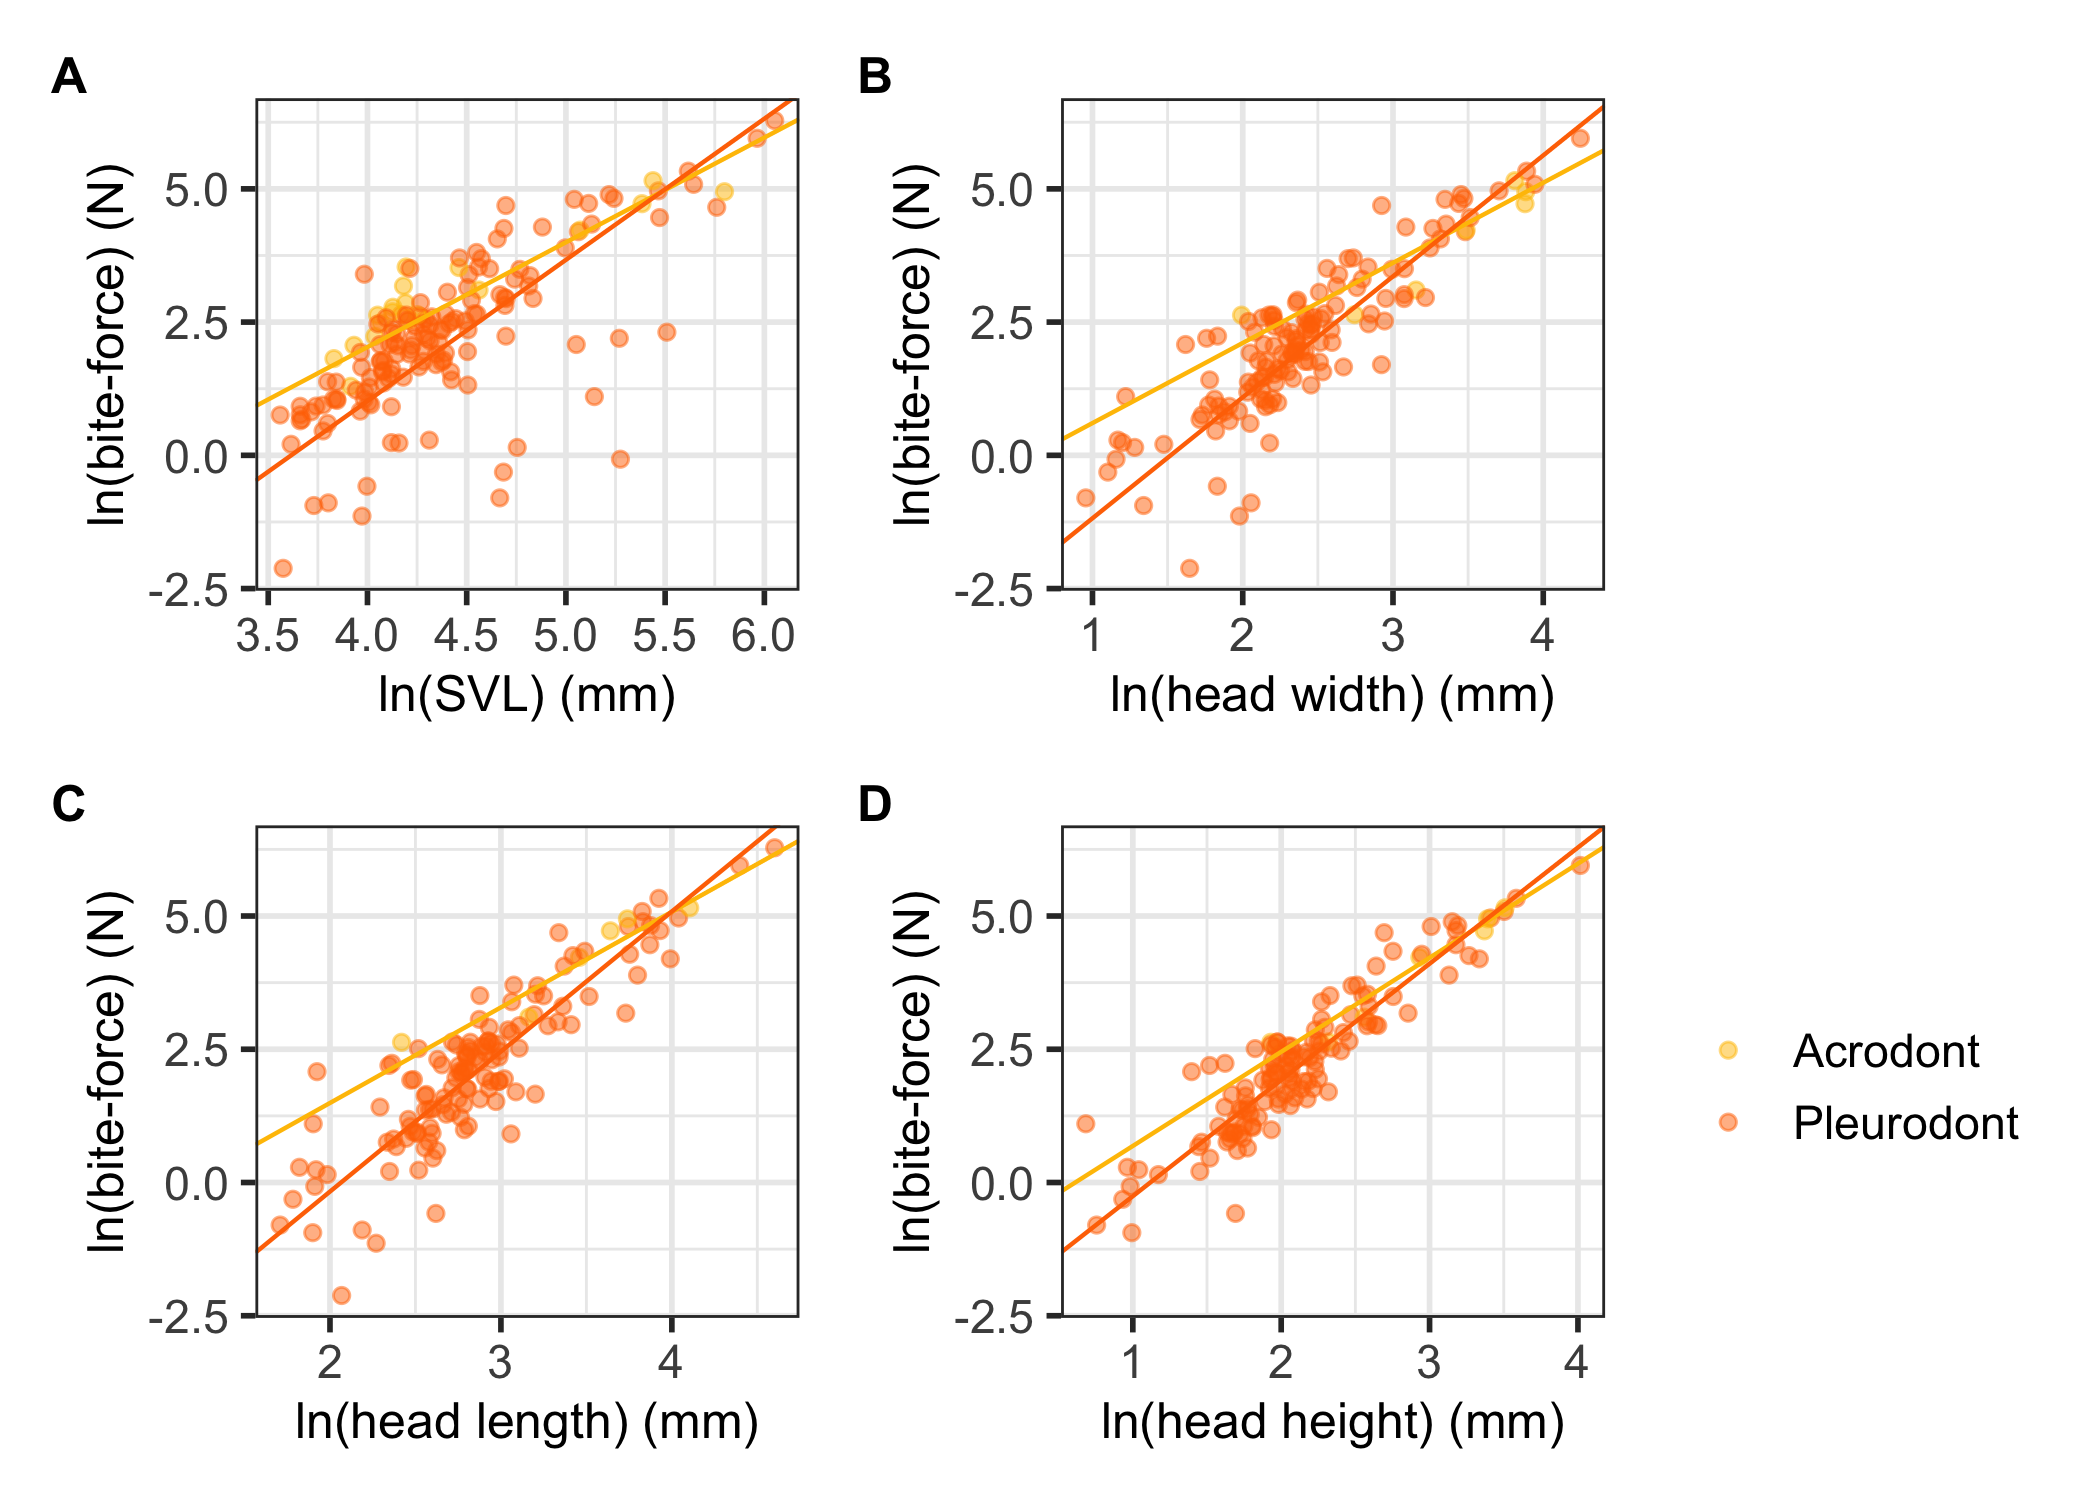 A
B
ln(bite-force) (N)
5.0
2.5
0.0
-2.5
3.5 4.0 4.5 5.0 5.5 6.0
ln(SVL) (mm)
ln(bite-force) (N)
5.0
2.5
0.0
-2.5
1 2 3 4
ln(head width) (mm)
C
D
ln(bite-force) (N)
5.0
2.5
0.0
-2.5
2 3 4
ln(head length) (mm)
ln(bite-force) (N)
5.0
2.5
0.0
-2.5
1 2 3 4
ln(head height) (mm)
Acrodont
Pleurodont